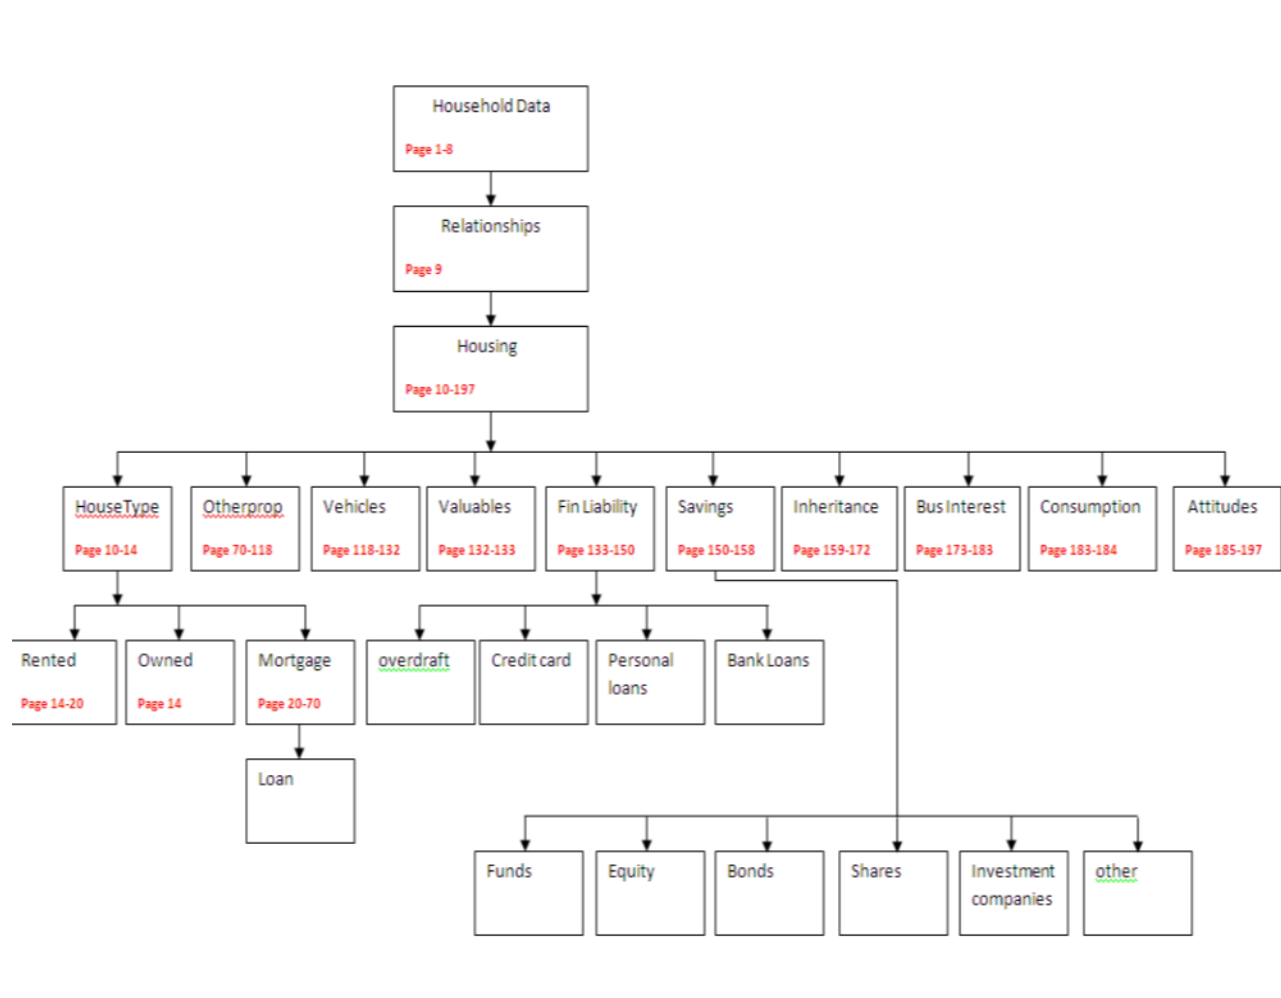 Household Data
Page 1-8
Relationships
Page 9
Housing
Page 10-197
HouseType
Page 10-14
Otherprop
Page 70-118
Vehicles
Page 118-132
Valuables
Page 132-133
Fin Liability
Page 133-150
Savings
Page 150-158
Inheritance
Page 159-172
Bus Interest
Page 173-183
Consumption
Page 183-184
Attitudes
Page 185-197
Rented
Page 14-20
Owned
Page 14
Mortgage
Page 20-70
overdraft
Credit card
Personal
loans
Bank Loans
Loan
Funds
Equity
Bonds
Shares
Investment
companies
other